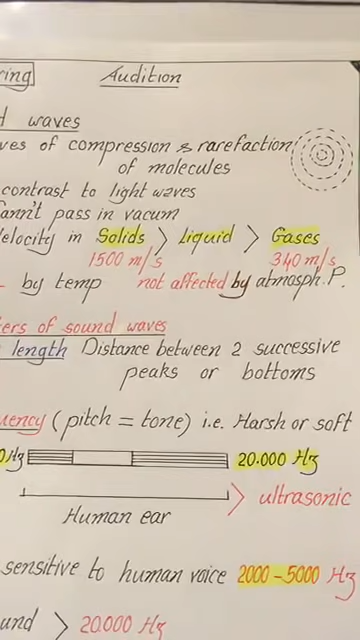 ring Audition
d waves
ves of compression & rarefaction
of molecules
contrast to light waves
ann't pass in vacum
elocity in Solids > Liquid > Gases
1500 m/s 340 m/s
by temp not affected by atmosph. P.
ers of sound waves
length Distance between 2 successive
peaks or bottoms
uency (pitch = tone) i.e. Harsh or soft
0Hz 20.000 Hz
> ultrasonic
Human ear
sensitive to human voice 2000 - 5000 Hz
und > 20.000 Hz